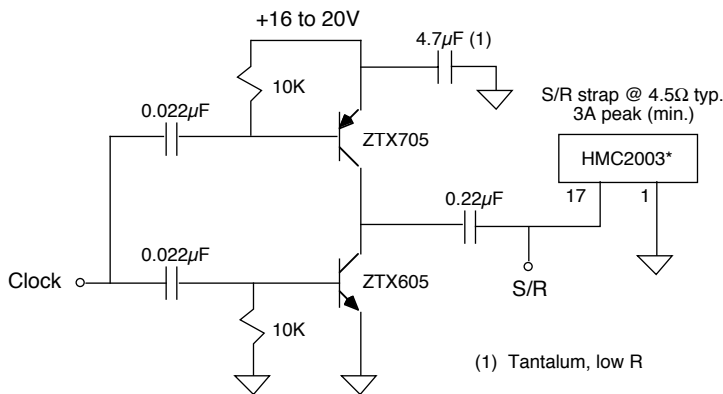 +16 to 20V
4.7µF (1)
10K
S/R strap @ 4.5Ω typ.
3A peak (min.)
0.022µF
ZTX705
HMC2003*
0.22µF
17
1
0.022µF
Clock
ZTX605
S/R
10K
(1) Tantalum, low R